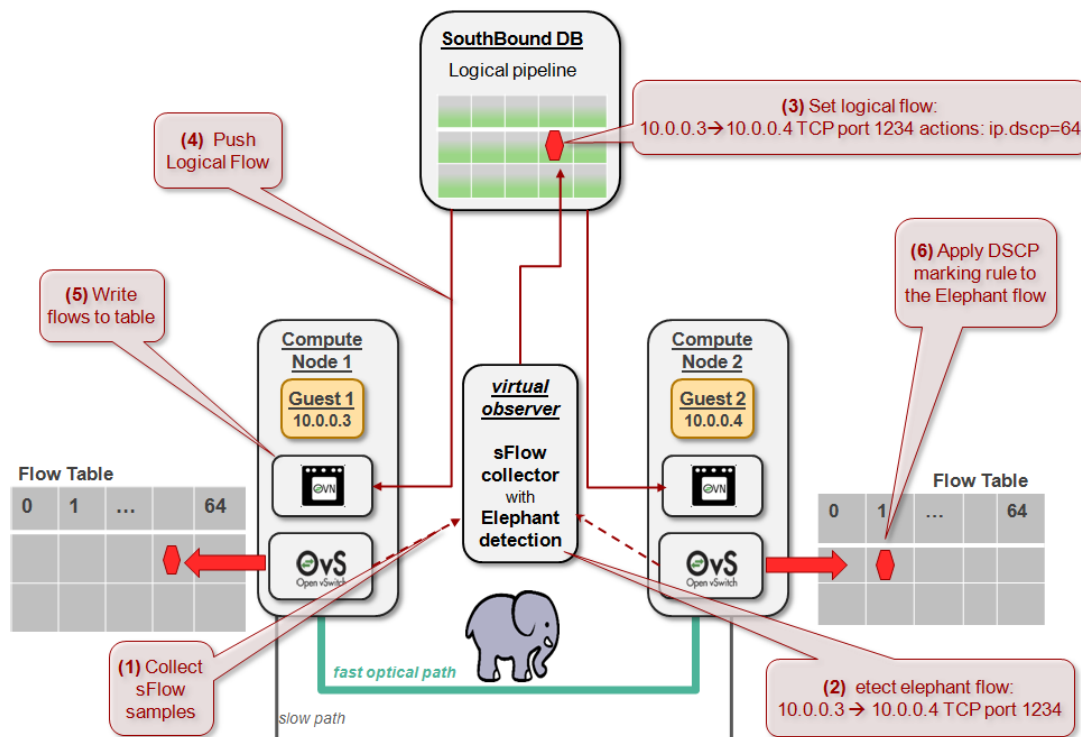 SouthBound DB
Logical pipeline
(3) Set logical flow:
10.0.0.3→10.0.0.4 TCP port 1234 actions: ip.dscp=64
(4) Push
Logical Flow
(6) Apply DSCP
marking rule to
the Elephant flow
(5) Write
flows to table
Compute
Node 1
Guest 1
10.0.0.3
OVN
OvS
Open vSwitch
virtual
observer
sFlow
collector
with
Elephant
detection
Compute
Node 2
Guest 2
10.0.0.4
OVN
OvS
Open vSwitch
Flow Table
0 1 ... 64
Flow Table
0 1 ... 64
(1) Collect
sFlow
samples
fast optical path
slow path
(2) etect elephant flow:
10.0.0.3 → 10.0.0.4 TCP port 1234